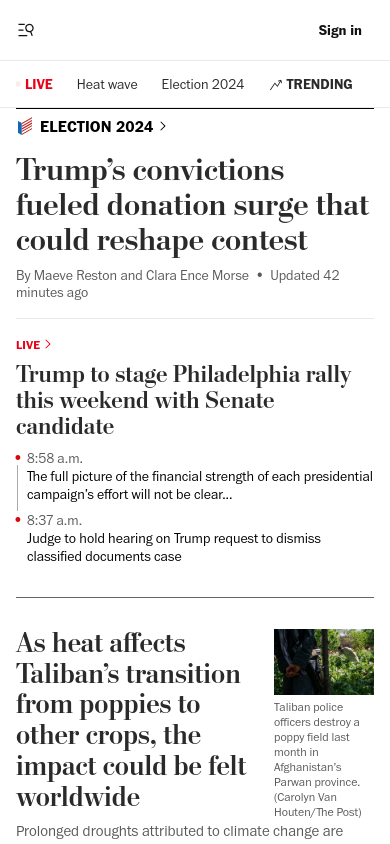 Sign in
LIVE
Heat wave
Election 2024
TRENDING
ELECTION 2024
Trump's convictions
fueled donation surge that
could reshape contest
By Maeve Reston and Clara Ence Morse • Updated 42
minutes ago
LIVE
Trump to stage Philadelphia rally
this weekend with Senate
candidate
8:58 a.m.
The full picture of the financial strength of each presidential
campaign's effort will not be clear...
8:37 a.m.
Judge to hold hearing on Trump request to dismiss
classified documents case
As heat affects
Taliban's transition
from poppies to
other crops, the
impact could be felt
worldwide
Taliban police
officers destroy a
poppy field last
month in
Afghanistan's
Parwan province.
(Carolyn Van
Houten/The Post)
Prolonged droughts attributed to climate change are